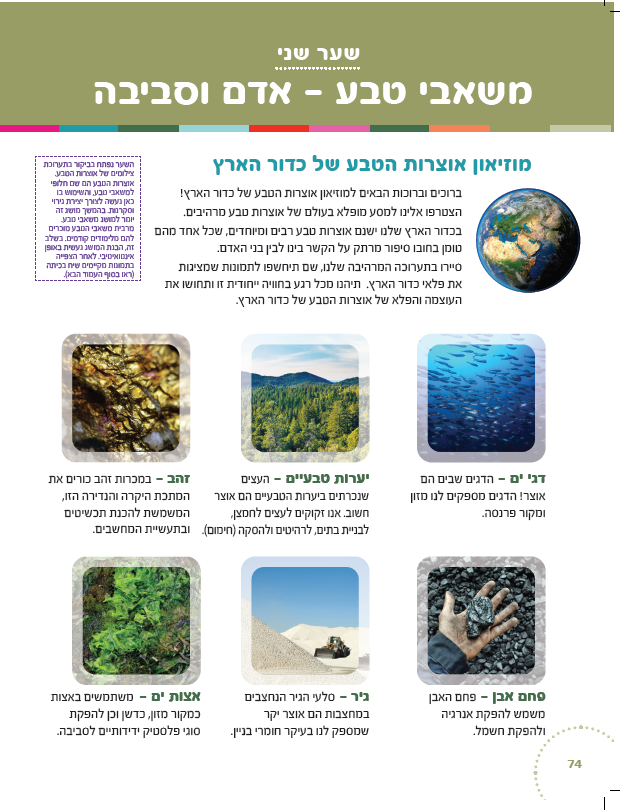 שער שני
משאבי טבע – אדם וסביבה
מוזיאון אוצרות הטבע של כדור הארץ
ברוכים וברוכות הבאים למוזיאון אוצרות הטבע של כדור הארץ!
הצטרפו אלינו למסע מופלא בעולם של אוצרות טבע מרהיבים.
בכדור הארץ שלנו ישנם אוצרות טבע רבים ומיוחדים, שכל אחד מהם
טומן בחובו סיפור מרתק על הקשר בינו לבין בני האדם.
סיירו בתערוכה המרהיבה שלנו, שם תיחשפו לתמונות שמציגות
את פלאי כדור הארץ. תיהנו מכל רגע בחוויה ייחודית זו ותחושו את
העוצמה והפלא של אוצרות הטבע של כדור הארץ.
השער נפתח בביקור בתערוכת
צילומים של אוצרות הטבע.
אוצרות הטבע הם שם חלופי
למשאבי טבע, והשימוש בו
כאן נעשה לצורך יצירת גירוי
וסקרנות. בהמשך מושג זה
יומר למושג משאבי טבע.
מרבית משאבי הטבע מוכרים
להם מלימודים קודמים. בשלב
זה, הבנת המושג נעשית באופן
אינטואיטיבי. לאחר הצפייה
בתמונות מקיימים שיח בכיתה
(ראו בסוף העמוד הבא).
דגי ים – הדגים שבים הם
אוצר! הדגים מספקים לנו מזון
ומקור פרנסה.
יערות טבעיים – העצים
שנכרתים ביערות הטבעיים הם אוצר
חשוב. אנו זקוקים לעצים לחמצן,
לבניית בתים, לרהיטים ולהסקה (חימום).
זהב – במכרות זהב כורים את
המתכת היקרה והנדירה הזו,
המשמשת להכנת תכשיטים
ובתעשיית המחשבים.
פחם אבן – פחם האבן
משמש להפקת אנרגיה
ולהפקת חשמל.
גיר – סלעי הגיר הנחצבים
במחצבות הם אוצר יקר
שמספק לנו בעיקר חומרי בניין.
אצות ים – משתמשים באצות
כמקור מזון, כדשן וכן להפקת
סוגי פלסטיק ידידותיים לסביבה.
74